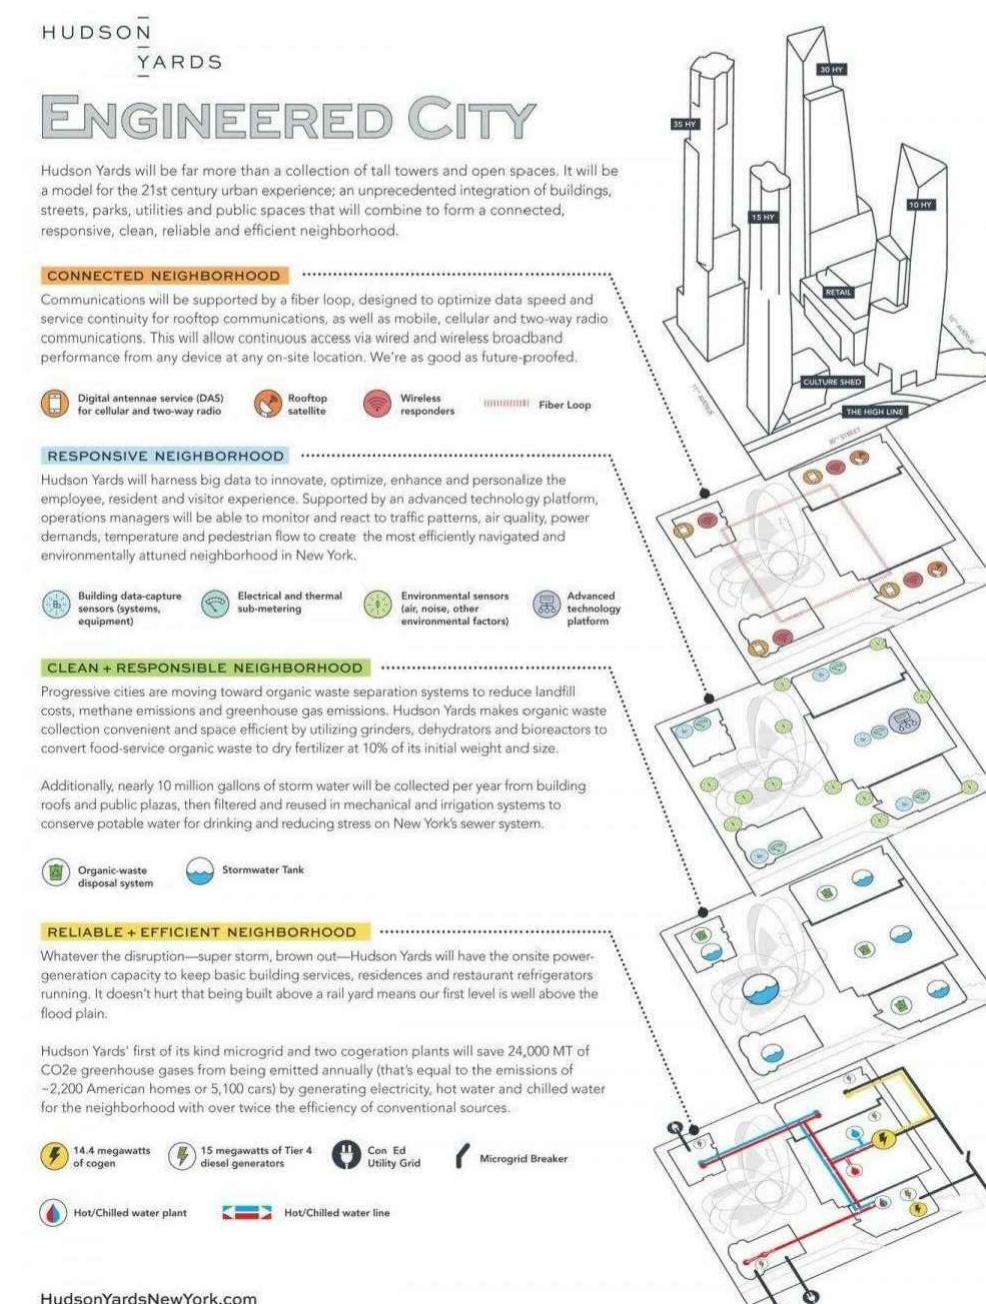 HUDSON
YARDS
ENGINEERED CITY
Hudson Yards will be far more than a collection of tall towers and open spaces. It will be
a model for the 21st century urban experience; an unprecedented integration of buildings,
streets, parks, utilities and public spaces that will combine to form a connected,
responsive, clean, reliable and efficient neighborhood.
CONNECTED NEIGHBORHOOD
Communications will be supported by a fiber loop, designed to optimize data speed and
service continuity for rooftop communications, as well as mobile, cellular and two-way radio
communications. This will allow continuous access via wired and wireless broadband
performance from any device at any on-site location. We're as good as future-proofed.
Digital antennae service (DAS)
for cellular and two-way radio
Rooftop
satellite
Wireless
responders
Fiber Loop
RESPONSIVE NEIGHBORHOOD
Hudson Yards will harness big data to innovate, optimize, enhance and personalize the
employee, resident and visitor experience. Supported by an advanced technology platform,
operations managers will be able to monitor and react to traffic patterns, air quality, power
demands, temperature and pedestrian flow to create the most efficiently navigated and
environmentally attuned neighborhood in New York.
Building data-capture
sensors (systems,
equipment)
Electrical and thermal
sub-metering
Environmental sensors
(air, noise, other
environmental factors)
Advanced
technology
platform
CLEAN + RESPONSIBLE NEIGHBORHOOD
Progressive cities are moving toward organic waste separation systems to reduce landfill
costs, methane emissions and greenhouse gas emissions. Hudson Yards makes organic waste
collection convenient and space efficient by utilizing grinders, dehydrators and bioreactors to
convert food-service organic waste to dry fertilizer at 10% of its initial weight and size.
Additionally, nearly 10 million gallons of storm water will be collected per year from building
roofs and public plazas, then filtered and reused in mechanical and irrigation systems to
conserve potable water for drinking and reducing stress on New York's sewer system.
Organic-waste
disposal system
Stormwater Tank
RELIABLE + EFFICIENT NEIGHBORHOOD
Whatever the disruption—super storm, brown out—Hudson Yards will have the onsite power-
generation capacity to keep basic building services, residences and restaurant refrigerators
running. It doesn't hurt that being built above a rail yard means our first level is well above the
flood plain.
Hudson Yards' first of its kind microgrid and two cogeration plants will save 24,000 MT of
CO2e greenhouse gases from being emitted annually (that's equal to the emissions of
~2,200 American homes or 5,100 cars) by generating electricity, hot water and chilled water
for the neighborhood with over twice the efficiency of conventional sources.
14.4 megawatts
of cogen
15 megawatts of Tier 4
diesel generators
Con Ed
Utility Grid
Microgrid Breaker
Hot/Chilled water plant
Hot/Chilled water line
HudsonYardsNewYork.com
30 HY
35 HY
10 HY
15 HY
RETAIL
10TH AVENUE
CULTURE SHED
11TH AVENUE
THE HIGH LINE
30TH STREET